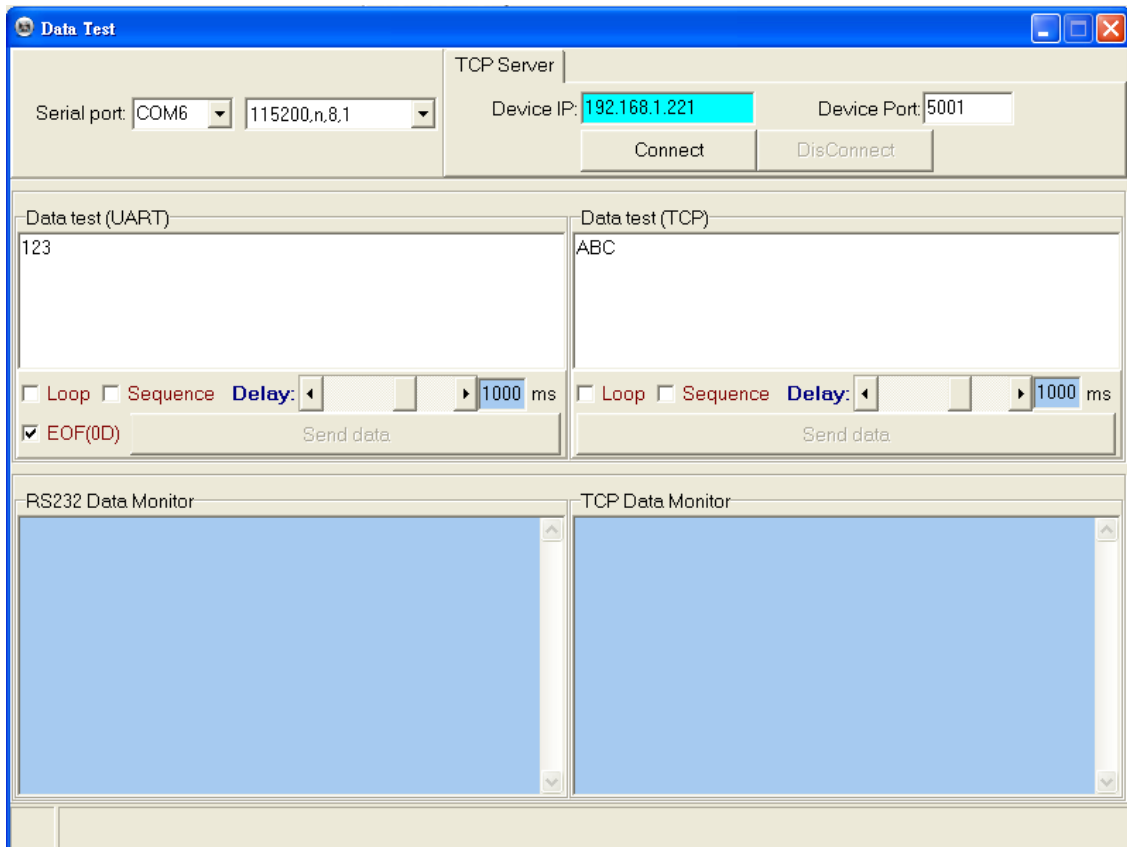 Data Test
TCP Server
Serial port: COM6 115200,n,8,1
Device IP: 192.168.1.221 Device Port: 5001
Connect DisConnect
Data test (UART)
123
Loop Sequence Delay: 1000 ms
EOF(0D) Send data
Data test (TCP)
ABC
Loop Sequence Delay: 1000 ms
Send data
RS232 Data Monitor
TCP Data Monitor